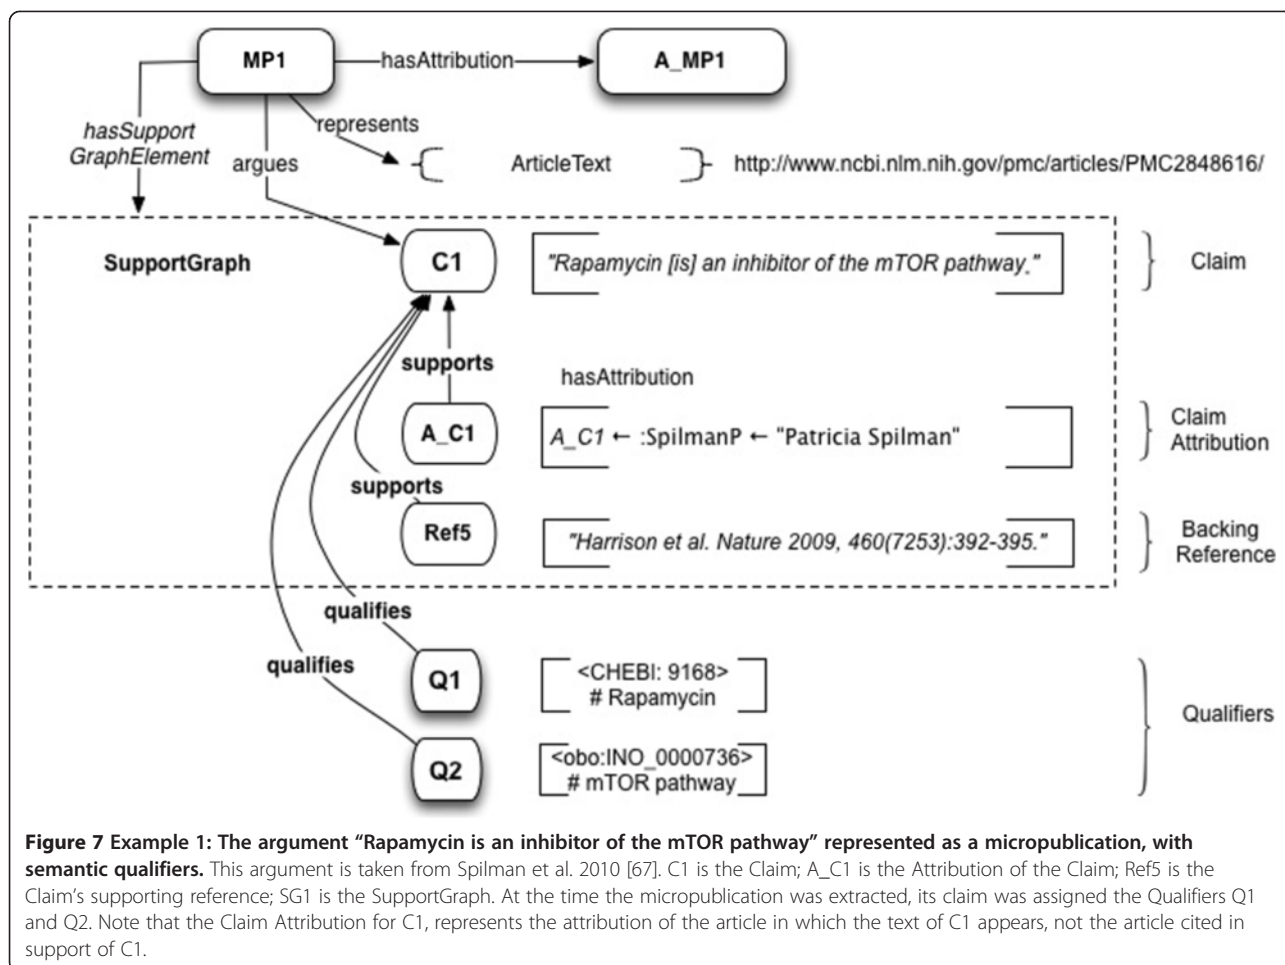 MP1
hasAttribution
A_MP1
hasSupport
GraphElement
argues
represents
ArticleText
http://www.ncbi.nlm.nih.gov/pmc/articles/PMC2848616/
SupportGraph
C1
"Rapamycin [is] an inhibitor of the mTOR pathway."
Claim
supports
hasAttribution
A_C1
A_C1 ← :SpilmanP ← "Patricia Spilman"
Claim
Attribution
supports
Ref5
"Harrison et al. Nature 2009, 460(7253):392-395."
Backing
Reference
qualifies
qualifies
Q1
<CHEBI: 9168>
# Rapamycin
Qualifiers
Q2
<obo:INO_0000736>
# mTOR pathway
Figure 7 Example 1: The argument “Rapamycin is an inhibitor of the mTOR pathway” represented as a micropublication, with
semantic qualifiers. This argument is taken from Spilman et al. 2010 [67]. C1 is the Claim; A_C1 is the Attribution of the Claim; Ref5 is the
Claim's supporting reference; SG1 is the SupportGraph. At the time the micropublication was extracted, its claim was assigned the Qualifiers Q1
and Q2. Note that the Claim Attribution for C1, represents the attribution of the article in which the text of C1 appears, not the article cited in
support of C1.